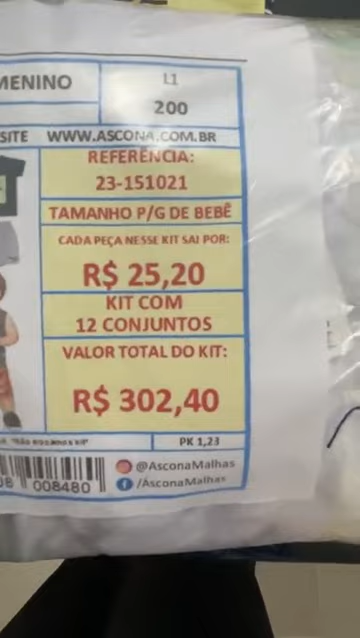 MENINO
L1
200
SITE WWW.ASCONA.COM.BR
REFERÊNCIA:
23-151021
TAMANHO P/G DE BEBÊ
CADA PEÇA NESSE KIT SAI POR:
R$ 25,20
KIT COM
12 CONJUNTOS
VALOR TOTAL DO KIT:
R$ 302,40
PK 1,23
@AsconaMalhas
008480
/AsconaMalhas